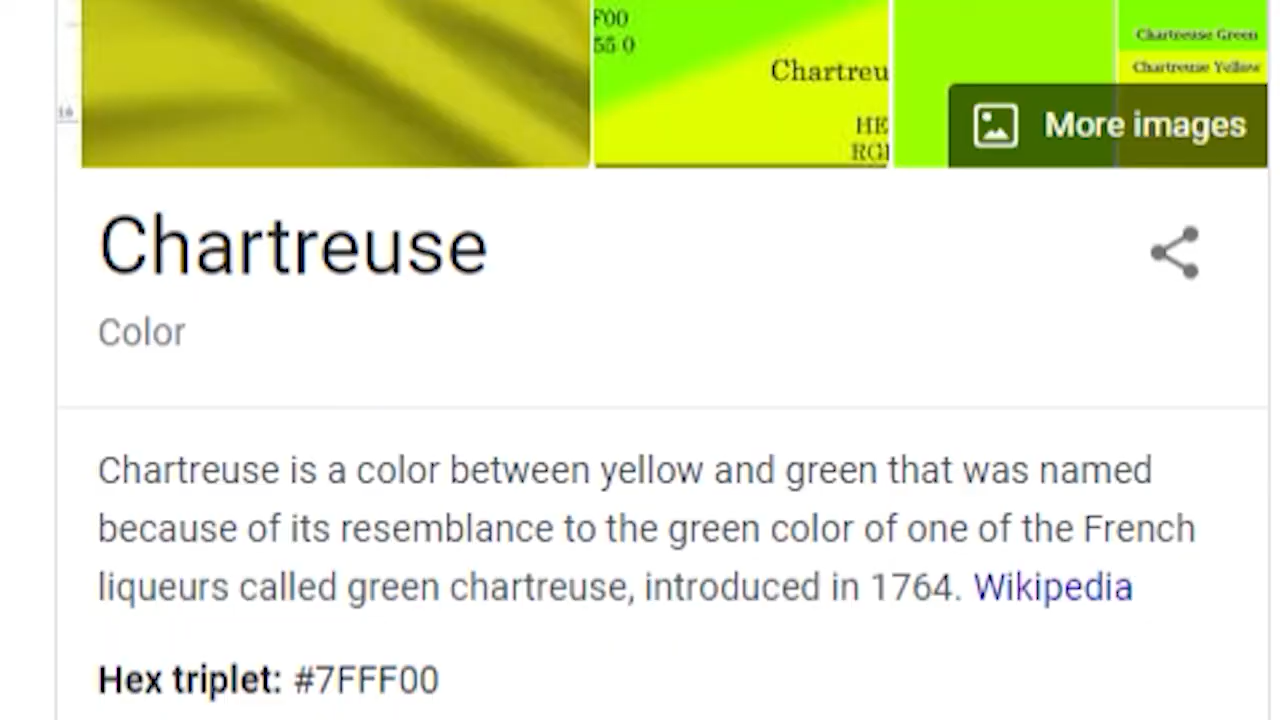 F00
55 0
Chartreuse Green
Chartreu
Chartreuse Yellow
16
HE
RGI
More images
Chartreuse
Color
Chartreuse is a color between yellow and green that was named
because of its resemblance to the green color of one of the French
liqueurs called green chartreuse, introduced in 1764. Wikipedia
Hex triplet: #7FFF00